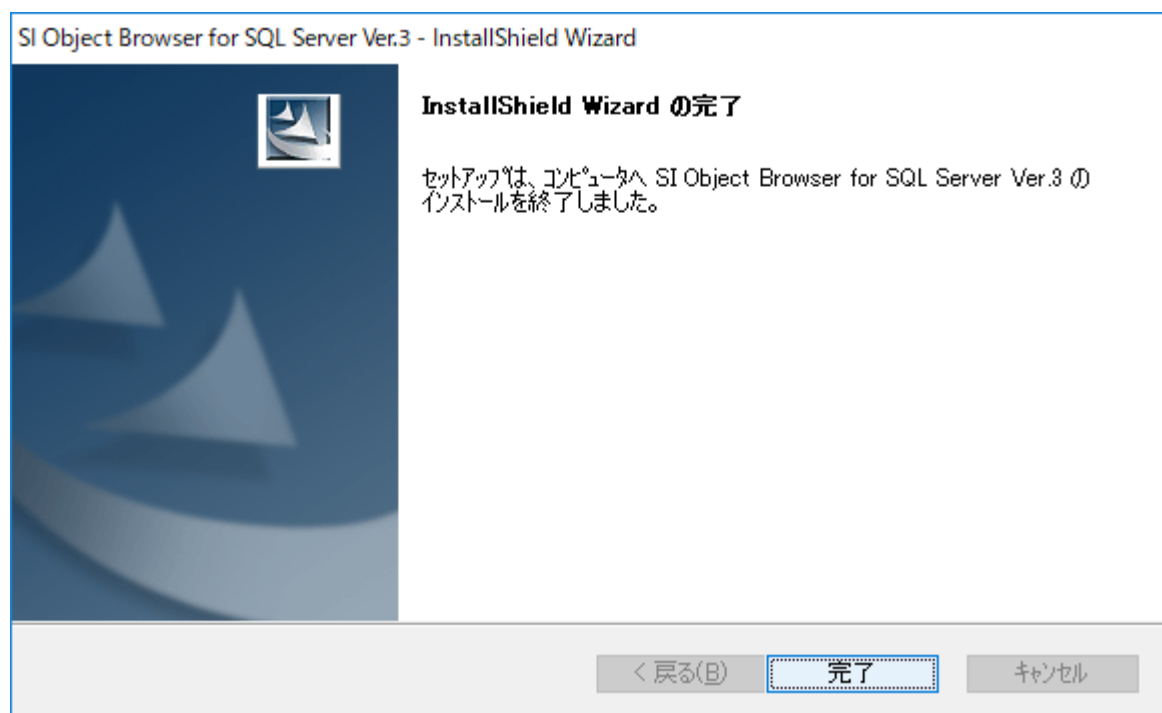 SI Object Browser for SQL Server Ver.3 - InstallShield Wizard
InstallShield Wizard の完了
セットアップは、コンピュータへ SI Object Browser for SQL Server Ver.3 の
インストールを終了しました。
< 戻る(B)
完了
キャンセル